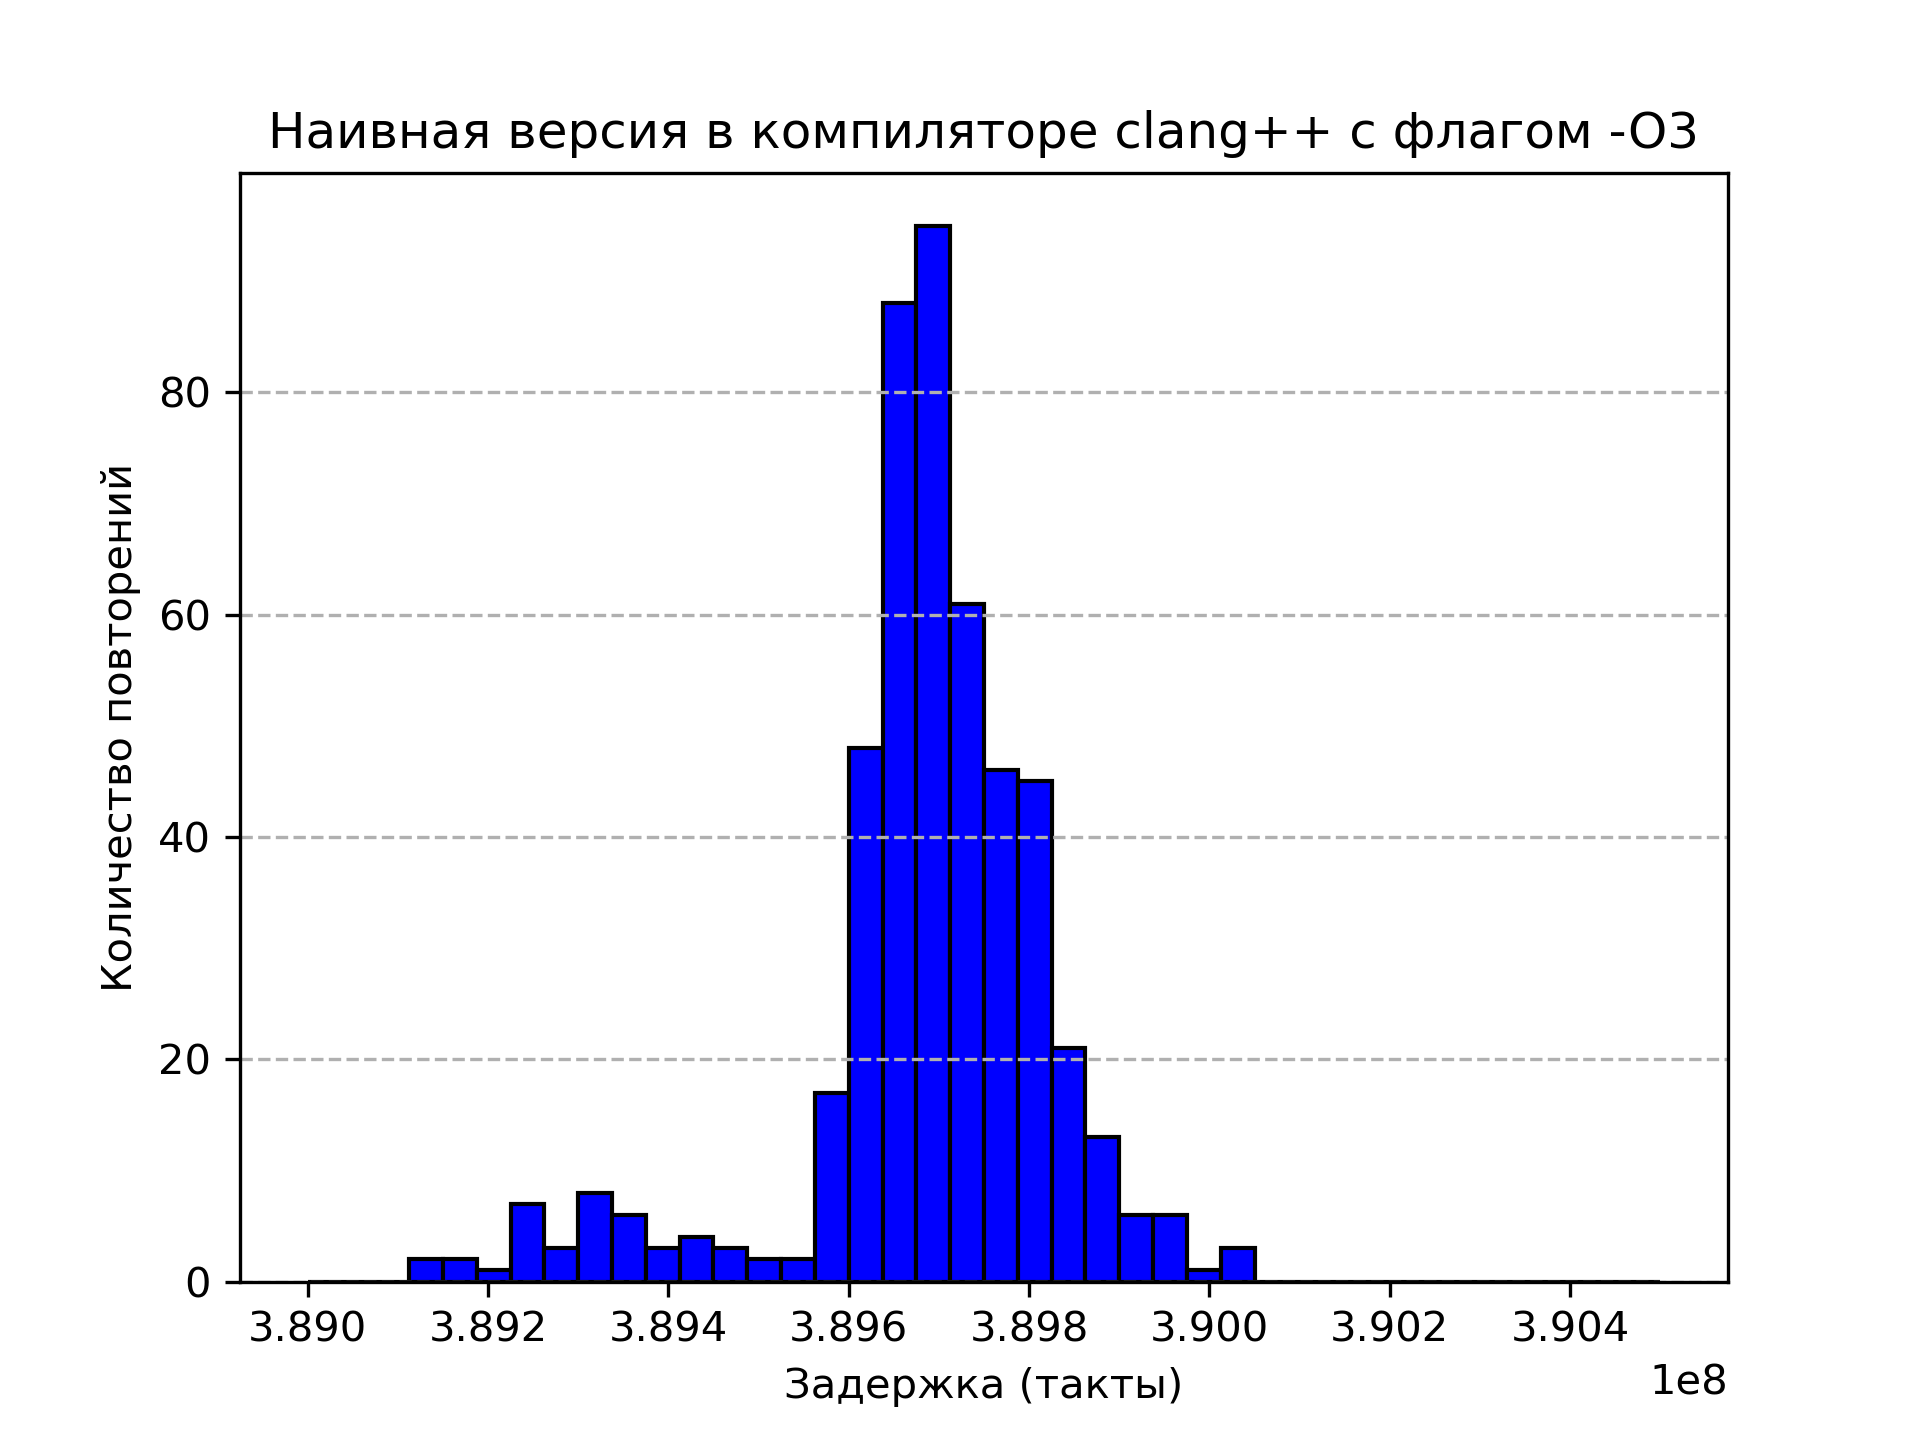 Наивная версия в компиляторе clang++ с флагом -O3
Количество повторений
80
60
40
20
0
3.890 3.892 3.894 3.896 3.898 3.900 3.902 3.904
Задержка (такты)
1e8